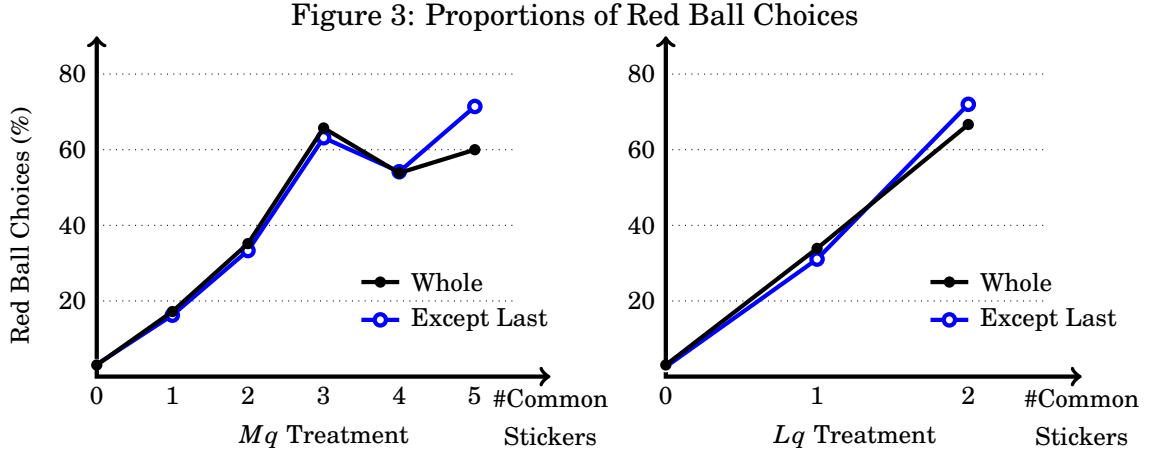 Figure 3: Proportions of Red Ball Choices
Red Ball Choices (%)
80
60
40
20
0 1 2 3 4 5 #Common
Stickers
Mq Treatment
Whole
Except Last
80
60
40
20
0 1 2 #Common
Stickers
Lq Treatment
Whole
Except Last